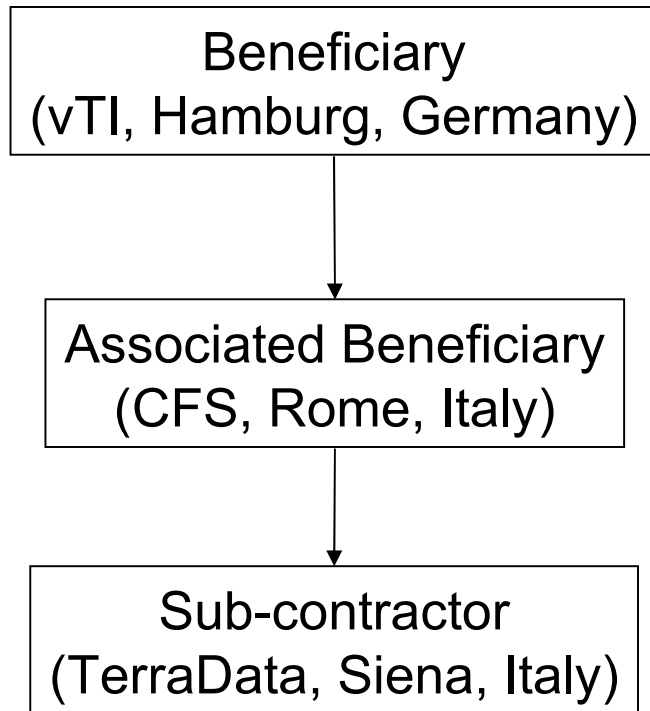 Beneficiary
(vTI, Hamburg, Germany)
Associated Beneficiary
(CFS, Rome, Italy)
Sub-contractor
(TerraData, Siena, Italy)